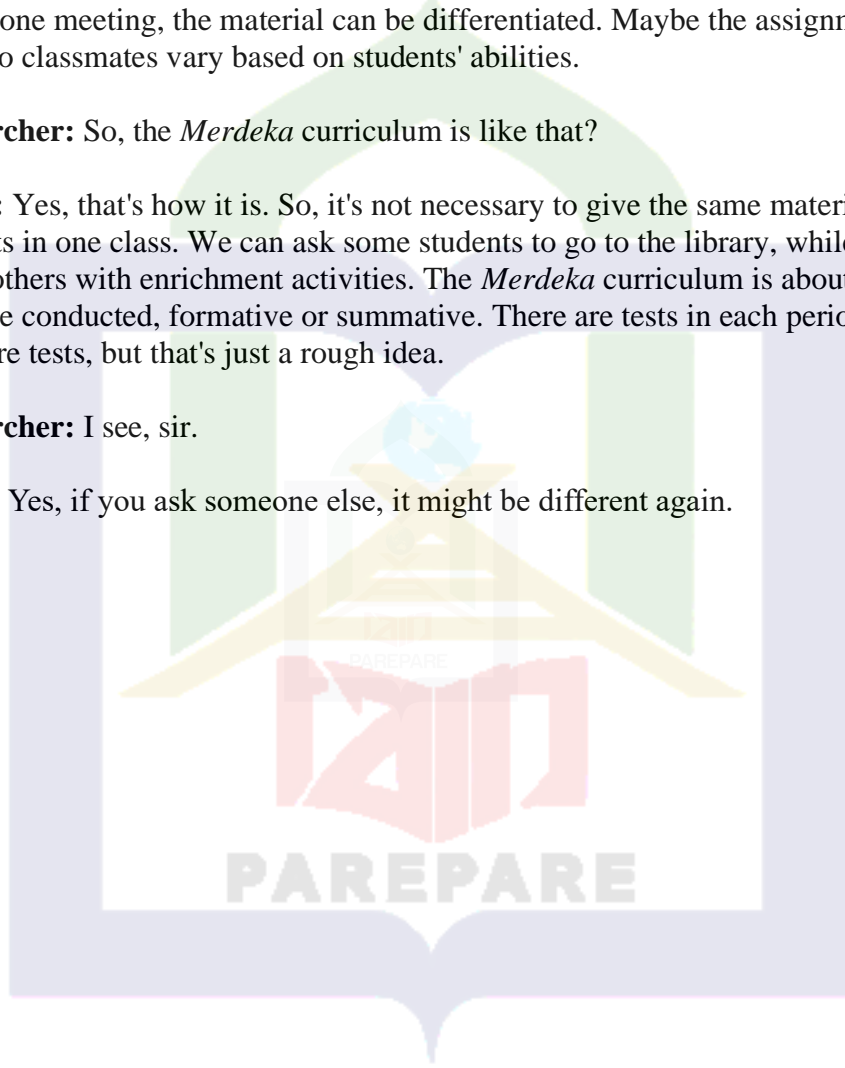 one meeting, the material can be differentiated. Maybe the assignm
o classmates vary based on students' abilities.
rcher: So, the Merdeka curriculum is like that?
: Yes, that's how it is. So, it's not necessary to give the same materi
ts in one class. We can ask some students to go to the library, while
others with enrichment activities. The Merdeka curriculum is about
e conducted, formative or summative. There are tests in each perio
re tests, but that's just a rough idea.
rcher: I see, sir.
Yes, if you ask someone else, it might be different again.
PAREPARE
PAREPARE